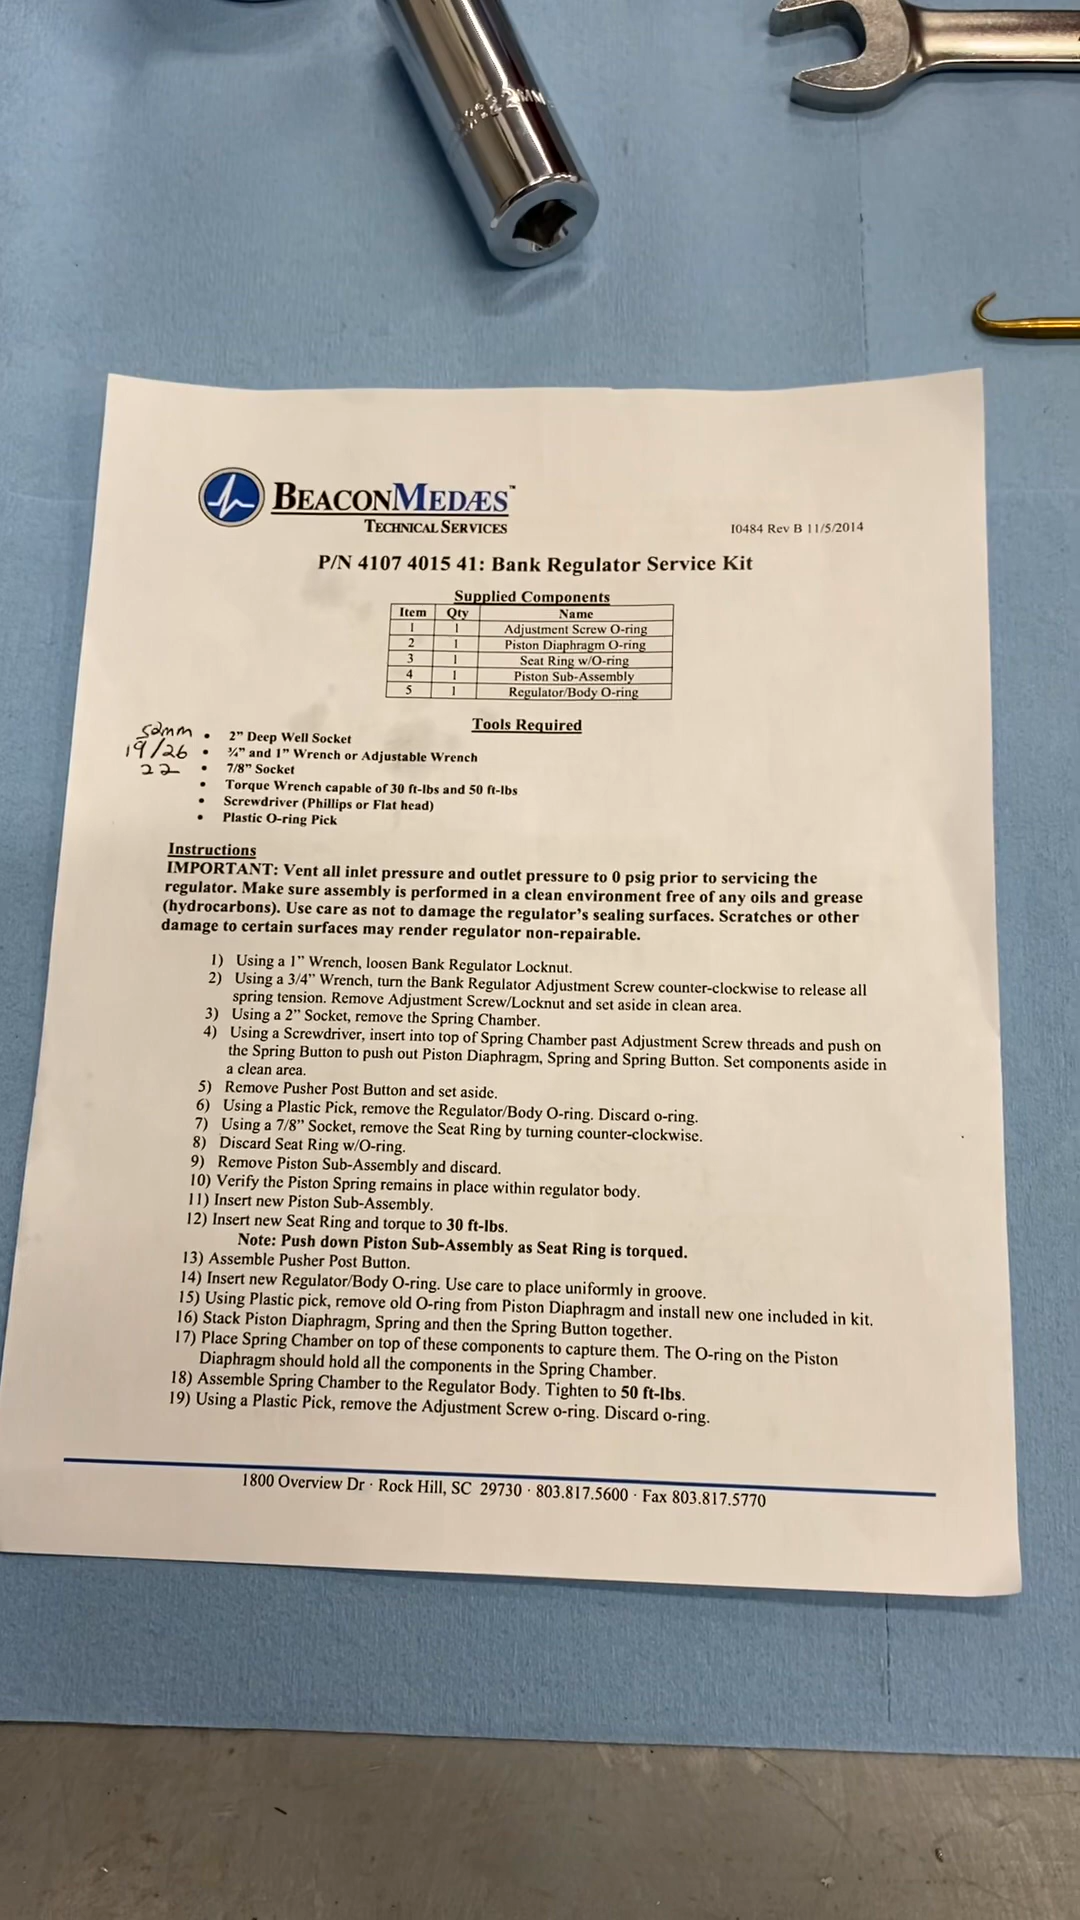 22MM
BEACONMEDÆS™
TECHNICAL SERVICES
10484 Rev B 11/5/2014
P/N 4107 4015 41: Bank Regulator Service Kit
Supplied Components
Item Qty Name
1 1 Adjustment Screw O-ring
2 1 Piston Diaphragm O-ring
3 1 Seat Ring w/O-ring
4 1 Piston Sub-Assembly
5 1 Regulator/Body O-ring
Tools Required
52mm • 2” Deep Well Socket
19/26 • ¾” and 1” Wrench or Adjustable Wrench
22 • 7/8” Socket
• Torque Wrench capable of 30 ft-lbs and 50 ft-lbs
• Screwdriver (Phillips or Flat head)
• Plastic O-ring Pick
Instructions
IMPORTANT: Vent all inlet pressure and outlet pressure to 0 psig prior to servicing the
regulator. Make sure assembly is performed in a clean environment free of any oils and grease
(hydrocarbons). Use care as not to damage the regulator’s sealing surfaces. Scratches or other
damage to certain surfaces may render regulator non-repairable.
1) Using a 1” Wrench, loosen Bank Regulator Locknut.
2) Using a 3/4” Wrench, turn the Bank Regulator Adjustment Screw counter-clockwise to release all
spring tension. Remove Adjustment Screw/Locknut and set aside in clean area.
3) Using a 2” Socket, remove the Spring Chamber.
4) Using a Screwdriver, insert into top of Spring Chamber past Adjustment Screw threads and push on
the Spring Button to push out Piston Diaphragm, Spring and Spring Button. Set components aside in
a clean area.
5) Remove Pusher Post Button and set aside.
6) Using a Plastic Pick, remove the Regulator/Body O-ring. Discard o-ring.
7) Using a 7/8” Socket, remove the Seat Ring by turning counter-clockwise.
8) Discard Seat Ring w/O-ring.
9) Remove Piston Sub-Assembly and discard.
10) Verify the Piston Spring remains in place within regulator body.
11) Insert new Piston Sub-Assembly.
12) Insert new Seat Ring and torque to 30 ft-lbs.
Note: Push down Piston Sub-Assembly as Seat Ring is torqued.
13) Assemble Pusher Post Button.
14) Insert new Regulator/Body O-ring. Use care to place uniformly in groove.
15) Using Plastic pick, remove old O-ring from Piston Diaphragm and install new one included in kit.
16) Stack Piston Diaphragm, Spring and then the Spring Button together.
17) Place Spring Chamber on top of these components to capture them. The O-ring on the Piston
Diaphragm should hold all the components in the Spring Chamber.
18) Assemble Spring Chamber to the Regulator Body. Tighten to 50 ft-lbs.
19) Using a Plastic Pick, remove the Adjustment Screw o-ring. Discard o-ring.
1800 Overview Dr · Rock Hill, SC 29730 · 803.817.5600 · Fax 803.817.5770